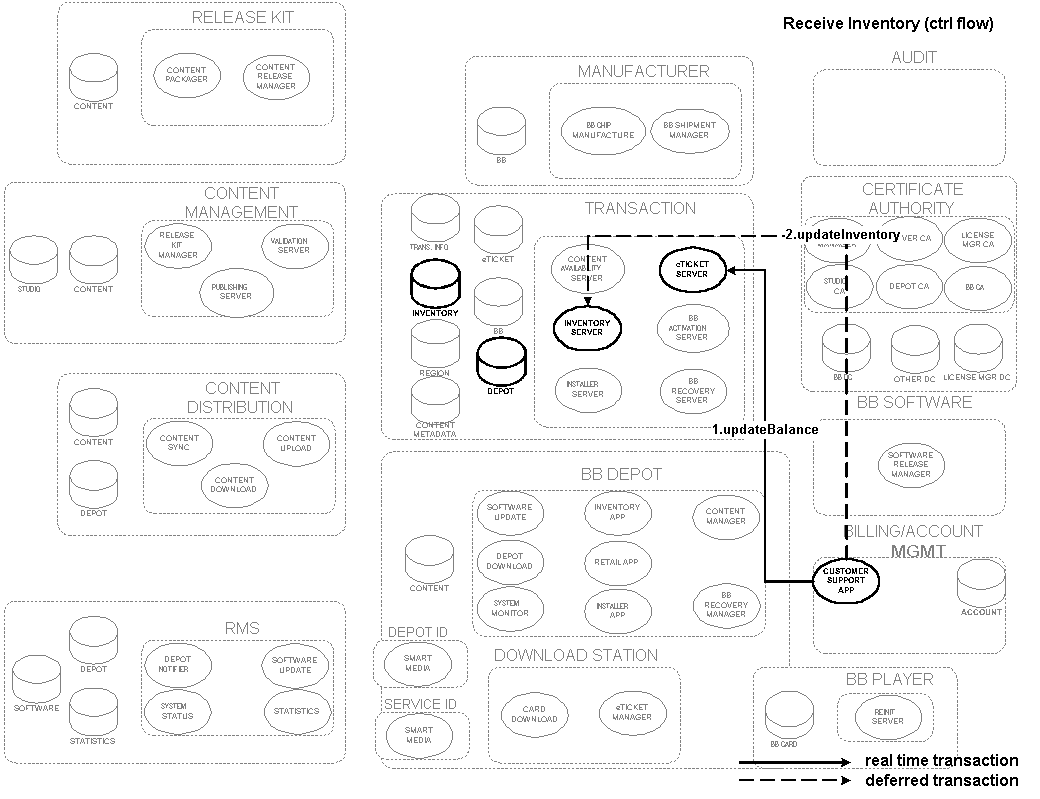 Receive Inventory (ctrl flow)
RELEASE KIT
CONTENT
CONTENT
PACKAGER
CONTENT
RELEASE
MANAGER
MANUFACTURER
BB
BB CHIP
MANUFACTURE
BB SHIPMENT
MANAGER
AUDIT
CONTENT
MANAGEMENT
STUDIO
CONTENT
RELEASE
KIT
MANAGER
VALIDATION
SERVER
PUBLISHING
SERVER
TRANSACTION
TRANS. INFO
eTICKET
INVENTORY
BB
REGION
DEPOT
CONTENT
METADATA
CONTENT
AVAILABILITY
SERVER
eTICKET
SERVER
INVENTORY
SERVER
BB
ACTIVATION
SERVER
INSTALLER
SERVER
BB
RECOVERY
SERVER
CERTIFICATE
AUTHORITY
2.updateInventory
VER CA
LICENSE
MGR CA
STUDIO
CA
DEPOT CA
BB CA
BB DC
OTHER DC
LICENSE MGR DC
1.updateBalance
CONTENT
DISTRIBUTION
CONTENT
DEPOT
CONTENT
SYNC
CONTENT
UPLOAD
CONTENT
DOWNLOAD
BB SOFTWARE
SOFTWARE
RELEASE
MANAGER
BB DEPOT
CONTENT
SOFTWARE
UPDATE
INVENTORY
APP
CONTENT
MANAGER
DEPOT
DOWNLOAD
RETAIL APP
SYSTEM
MONITOR
INSTALLER
APP
BB
RECOVERY
MANAGER
BILLING/ACCOUNT
MGMT
CUSTOMER
SUPPORT
APP
ACCOUNT
RMS
DEPOT
SOFTWARE
STATISTICS
DEPOT
NOTIFIER
SOFTWARE
UPDATE
SYSTEM
STATUS
STATISTICS
DEPOT ID
SMART
MEDIA
SERVICE ID
SMART
MEDIA
DOWNLOAD STATION
CARD
DOWNLOAD
eTICKET
MANAGER
BB PLAYER
BB CARD
REINIT
SERVER
real time transaction
deferred transaction